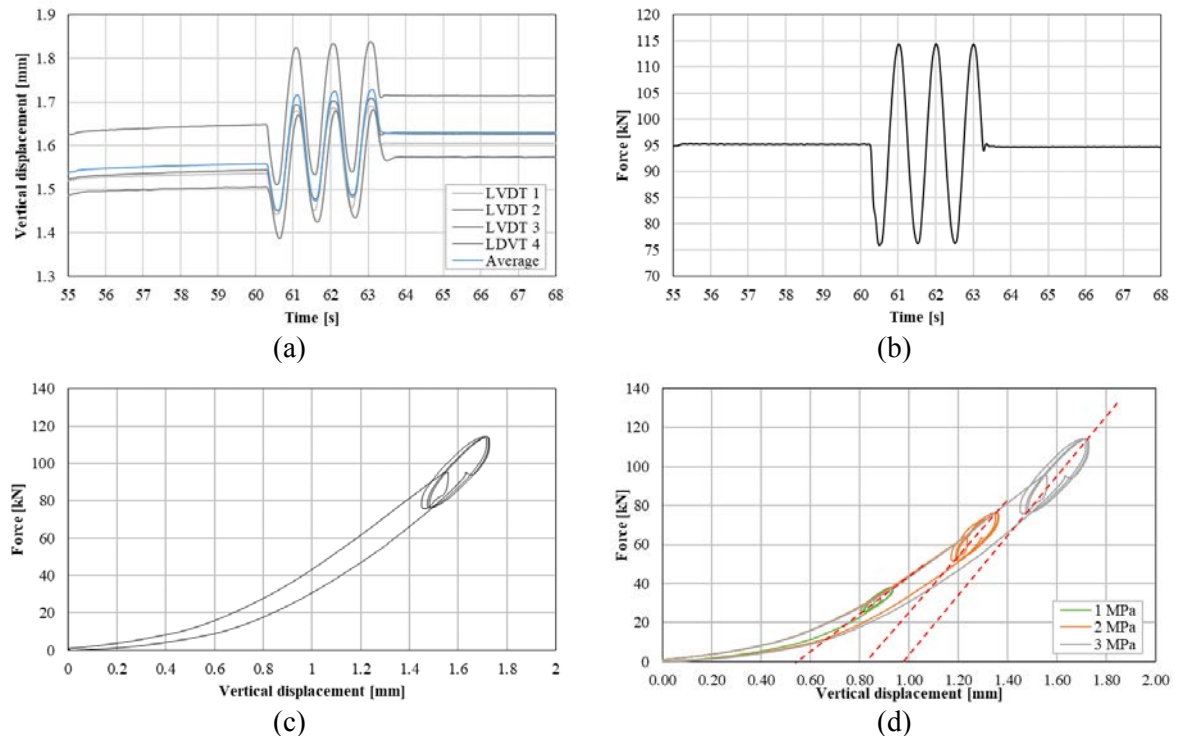 1.9
1.8
1.7
1.6
1.5
1.4
1.3
Vertical displacement [mm]
LVDT 1
LVDT 2
LVDT 3
LDVT 4
Average
55 56 57 58 59 60 61 62 63 64 65 66 67 68
Time [s]
(a)
120
115
110
105
100
95
90
85
80
75
70
Force [kN]
55 56 57 58 59 60 61 62 63 64 65 66 67 68
Time [s]
(b)
140
120
100
80
60
40
20
0
Force [kN]
0 0.2 0.4 0.6 0.8 1 1.2 1.4 1.6 1.8 2
Vertical displacement [mm]
(c)
140
120
100
80
60
40
20
0
Force [kN]
1 MPa
2 MPa
3 MPa
0.00 0.20 0.40 0.60 0.80 1.00 1.20 1.40 1.60 1.80 2.00
Vertical displacement [mm]
(d)